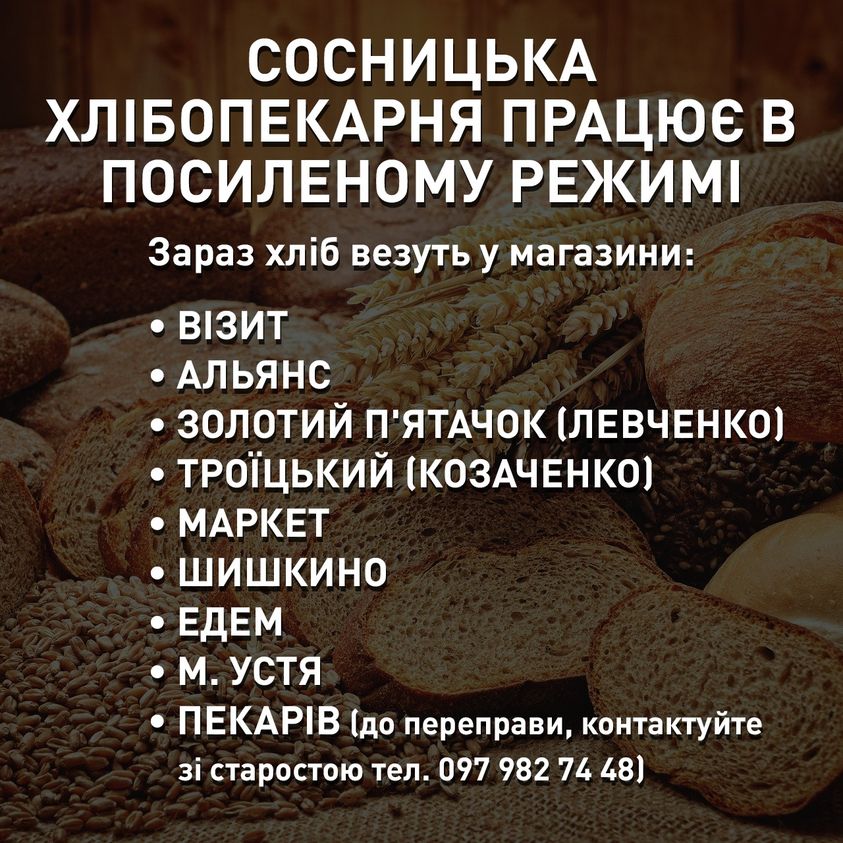 СОСНИЦЬКА
ХЛІБОПЕКАРНЯ ПРАЦЮЄ В
ПОСИЛЕНОМУ РЕЖИМІ
Зараз хліб везуть у магазини:
• ВІЗИТ
• АЛЬЯНС
• ЗОЛОТИЙ П'ЯТАЧОК (ЛЕВЧЕНКО)
• ТРОЇЦЬКИЙ (КОЗАЧЕНКО)
• МАРКЕТ
• ШИШКИНО
• ЕДЕМ
• М. УСТЯ
• ПЕКАРІВ (до переправи, контактуйте
зі старостою тел. 097 982 74 48)